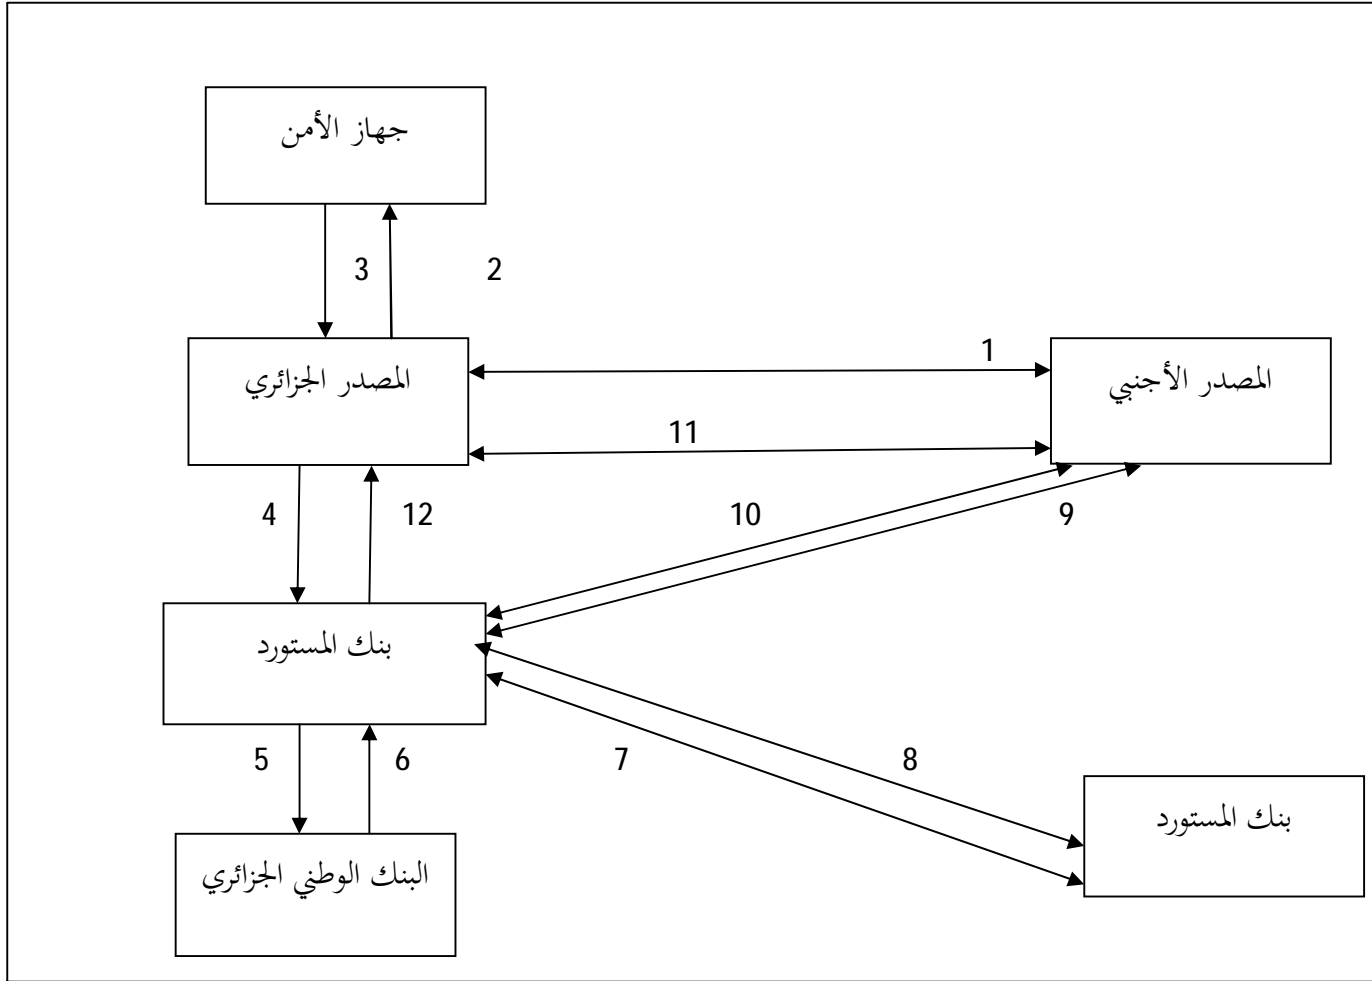 جهاز الأمن
3
2
المصدر الجزائري
1
المصدر الأجنبي
11
4
12
10
9
بنك المستورد
5
6
7
8
بنك المستورد
البنك الوطني الجزائري